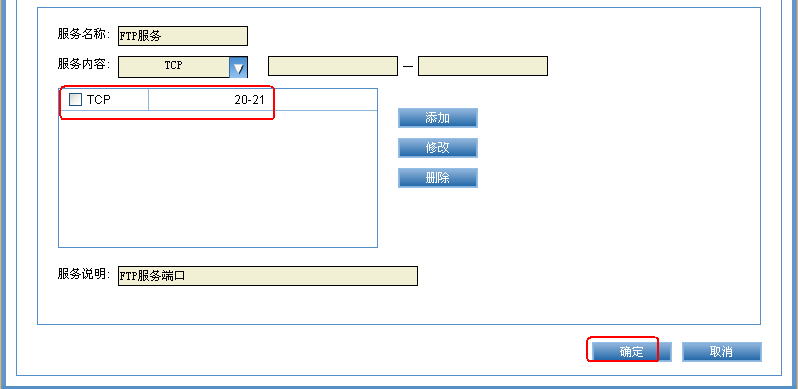 服务名称: FTP服务
服务内容: TCP —
TCP 20-21
添加
修改
删除
服务说明: FTP服务端口
确定 取消